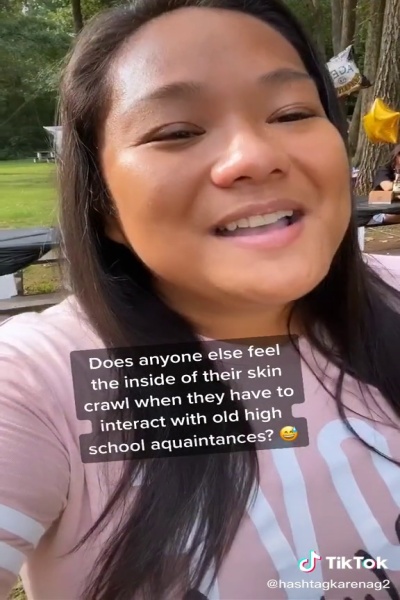 Does anyone else feel
the inside of their skin
crawl when they have to
interact with old high
school aquaintances? 😅
TikTok
@hashtagkarenag2